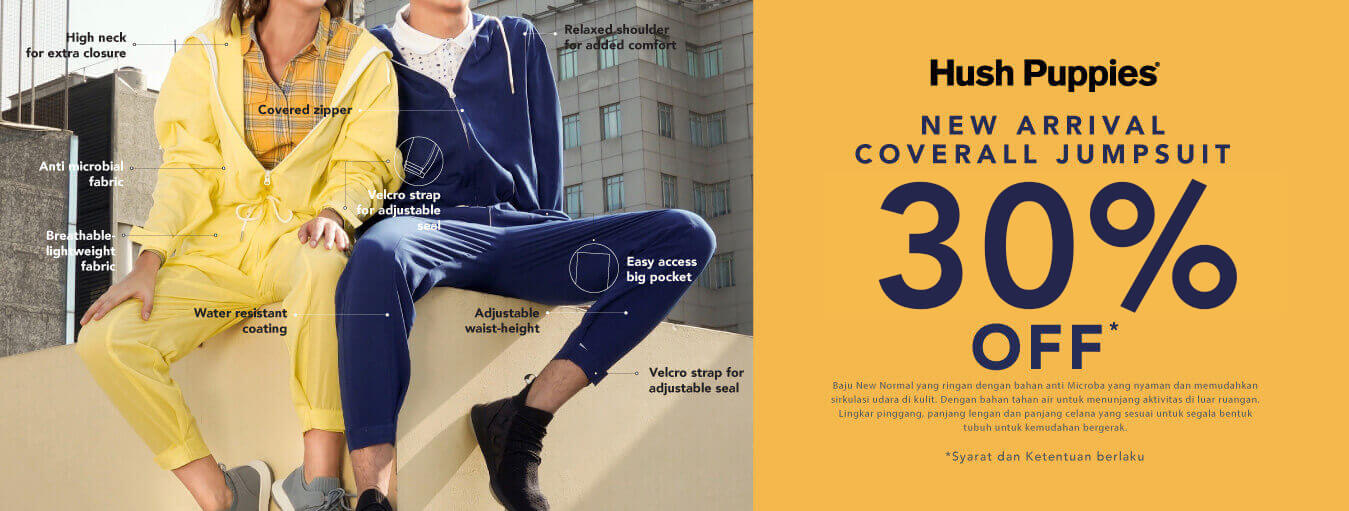 High neck
for extra closure
Relaxed shoulder
for added comfort
Covered zipper
Anti microbial
fabric
Velcro strap
for adjustable
seal
Breathable-
lightweight
fabric
Easy access
big pocket
Water resistant
coating
Adjustable
waist-height
Velcro strap for
adjustable seal
Hush Puppies®
NEW ARRIVAL
COVERALL JUMPSUIT
30%
OFF*
Baju New Normal yang ringan dengan bahan anti Microba yang nyaman dan memudahkan
sirkulasi udara di kulit. Dengan bahan tahan air untuk menunjang aktivitas di luar ruangan.
Lingkar pinggang, panjang lengan dan panjang celana yang sesuai untuk segala bentuk
tubuh untuk kemudahan bergerak.
*Syarat dan Ketentuan berlaku